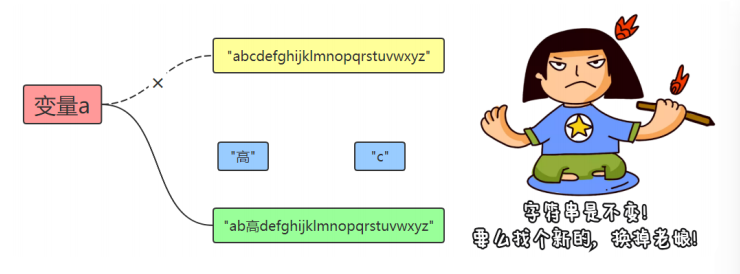 "abcdefghijklmnopqrstuvwxyz"
变量a
"高"
"c"
"ab高defghijklmnopqrstuvwxyz"
字符串是不变!
要么找个新的，换掉老娘!